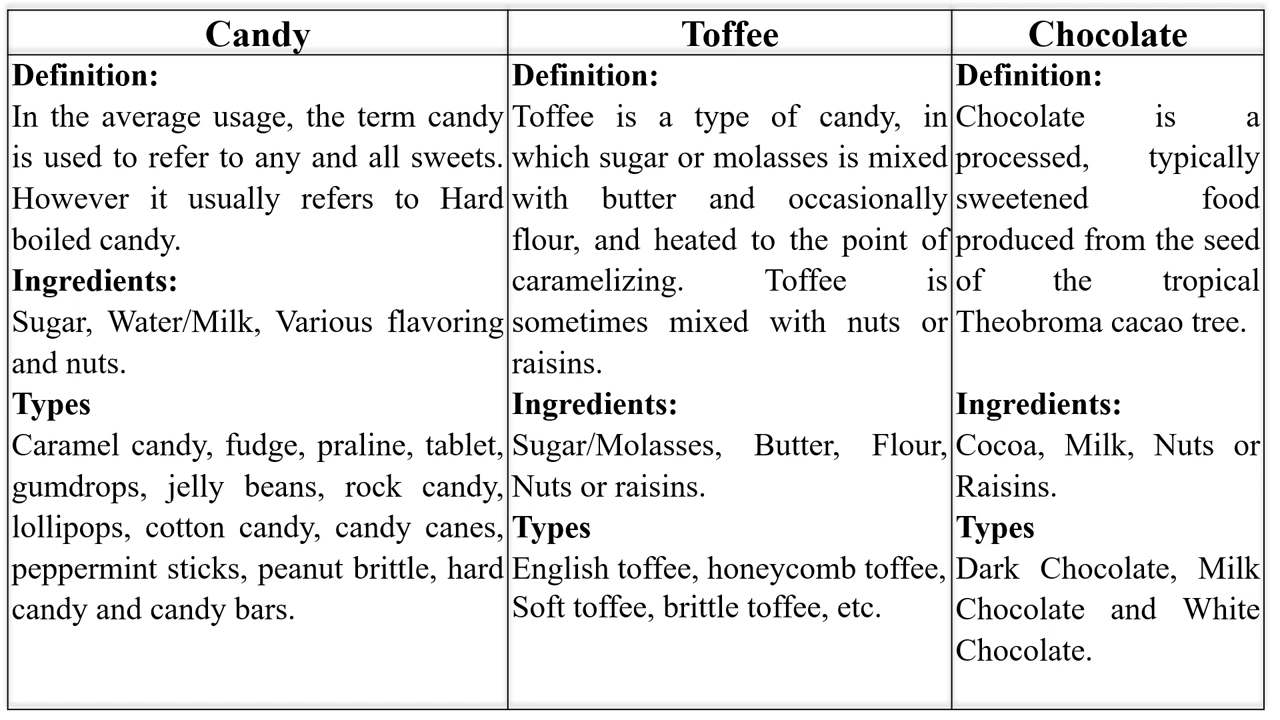 Candy
Toffee
Chocolate
Definition:
In the average usage, the term candy
is used to refer to any and all sweets.
However it usually refers to Hard
boiled candy.
Ingredients:
Sugar, Water/Milk, Various flavoring
and nuts.
Types
Caramel candy, fudge, praline, tablet,
gumdrops, jelly beans, rock candy,
lollipops, cotton candy, candy canes,
peppermint sticks, peanut brittle, hard
candy and candy bars.
Definition:
Toffee is a type of candy, in
which sugar or molasses is mixed
with butter and occasionally
flour, and heated to the point of
caramelizing. Toffee is
sometimes mixed with nuts or
raisins.
Ingredients:
Sugar/Molasses, Butter, Flour,
Nuts or raisins.
Types
English toffee, honeycomb toffee,
Soft toffee, brittle toffee, etc.
Definition:
Chocolate is a
processed, typically
sweetened food
produced from the seed
of the tropical
Theobroma cacao tree.
Ingredients:
Cocoa, Milk, Nuts or
Raisins.
Types
Dark Chocolate, Milk
Chocolate and White
Chocolate.